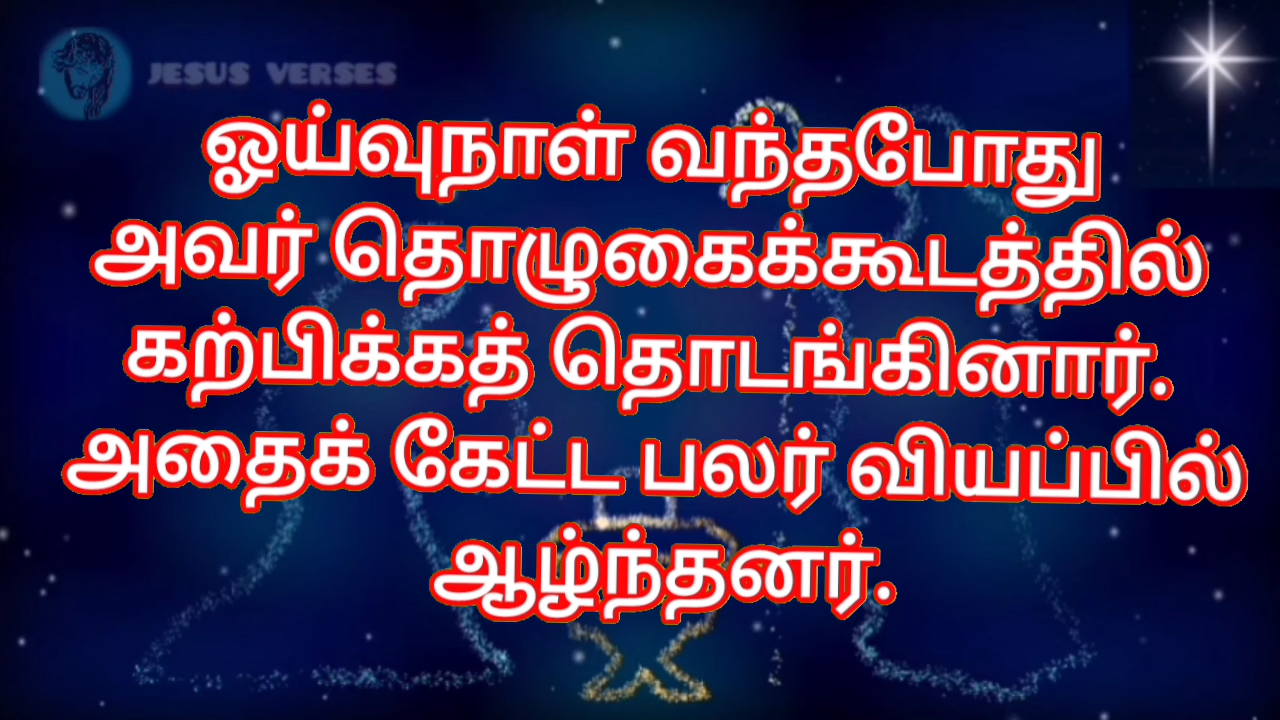 JESUS VERSES
ஓய்வுநாள் வந்தபோது
அவர் தொழுகைக்கூடத்தில்
கற்பிக்கத் தொடங்கினார்.
அதைக் கேட்ட பலர் வியப்பில்
ஆழ்ந்தனர்.